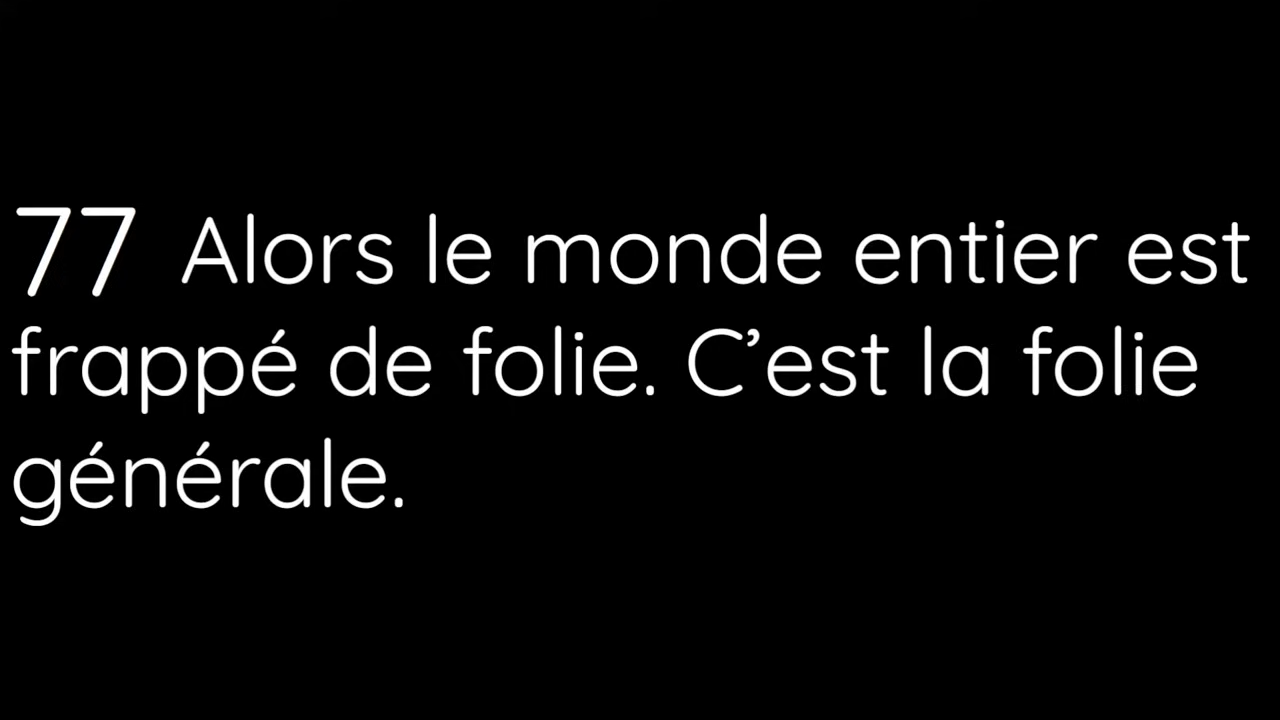 77 Alors le monde entier est
frappé de folie. C’est la folie
générale.